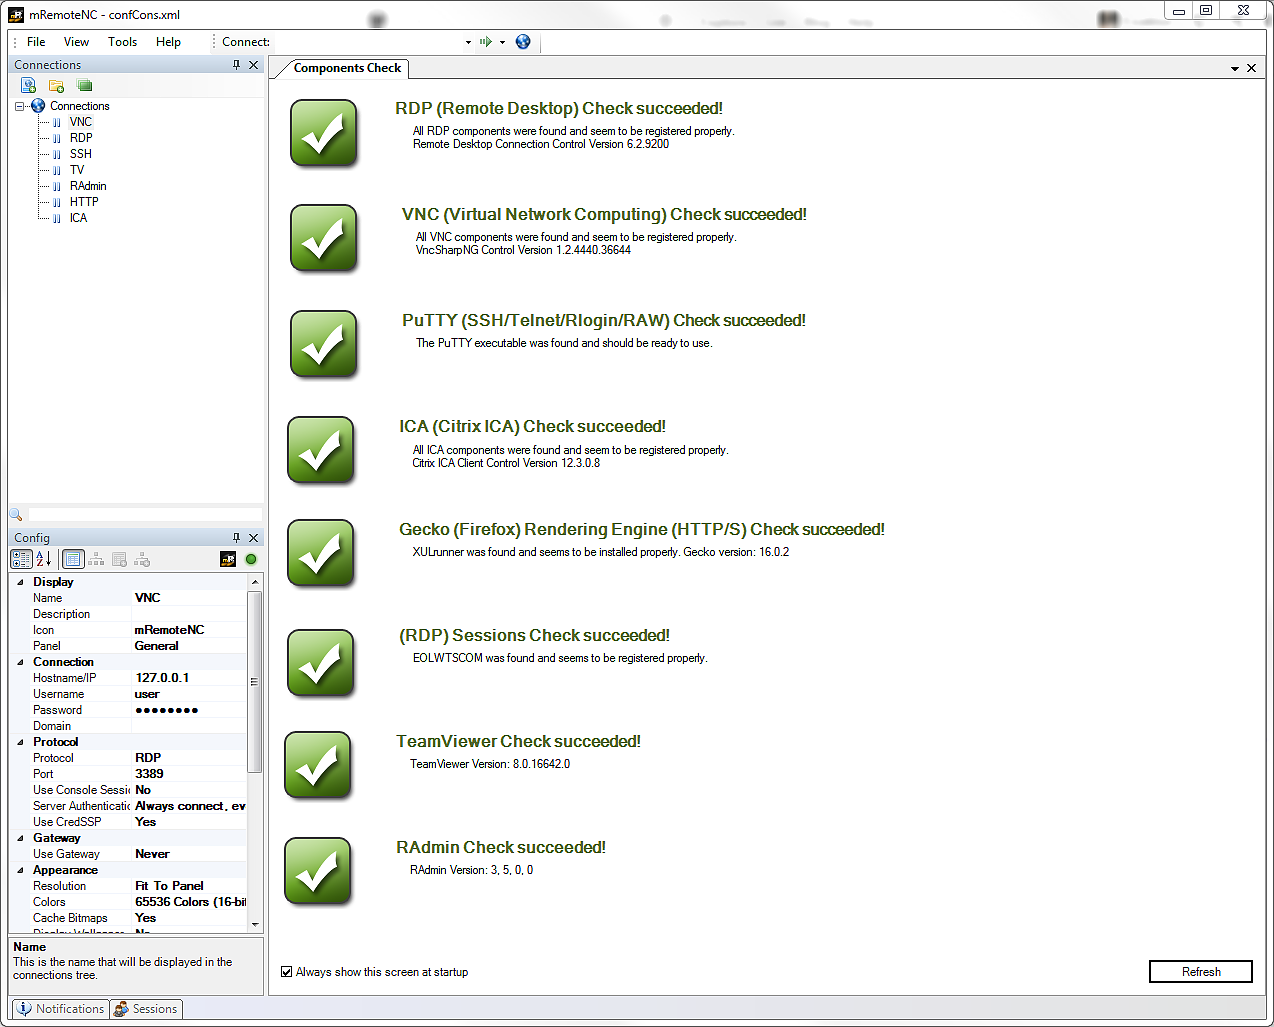 mRemoteNC - confCons.xml
File View Tools Help Connect:
Connections
Connections
VNC
RDP
SSH
TV
RAdmin
HTTP
ICA
Config
Display
Name VNC
Description
Icon mRemoteNC
Panel General
Connection
Hostname/IP 127.0.0.1
Username user
Password ●●●●●●●●
Domain
Protocol
Protocol RDP
Port 3389
Use Console Sessi No
Server Authenticatic Always connect, ev
Use CredSSP Yes
Gateway
Use Gateway Never
Appearance
Resolution Fit To Panel
Colors 65536 Colors (16-bi
Cache Bitmaps Yes
Name
This is the name that will be displayed in the
connections tree.
Notifications Sessions
Components Check
RDP (Remote Desktop) Check succeeded!
All RDP components were found and seem to be registered properly.
Remote Desktop Connection Control Version 6.2.9200
VNC (Virtual Network Computing) Check succeeded!
All VNC components were found and seem to be registered properly.
VncSharpNG Control Version 1.2.4440.36644
PuTTY (SSH/Telnet/Rlogin/RAW) Check succeeded!
The PuTTY executable was found and should be ready to use.
ICA (Citrix ICA) Check succeeded!
All ICA components were found and seem to be registered properly.
Citrix ICA Client Control Version 12.3.0.8
Gecko (Firefox) Rendering Engine (HTTP/S) Check succeeded!
XULrunner was found and seems to be installed properly. Gecko version: 16.0.2
(RDP) Sessions Check succeeded!
EOLWTSCOM was found and seems to be registered properly.
TeamViewer Check succeeded!
TeamViewer Version: 8.0.16642.0
RAdmin Check succeeded!
RAdmin Version: 3, 5, 0, 0
Always show this screen at startup
Refresh